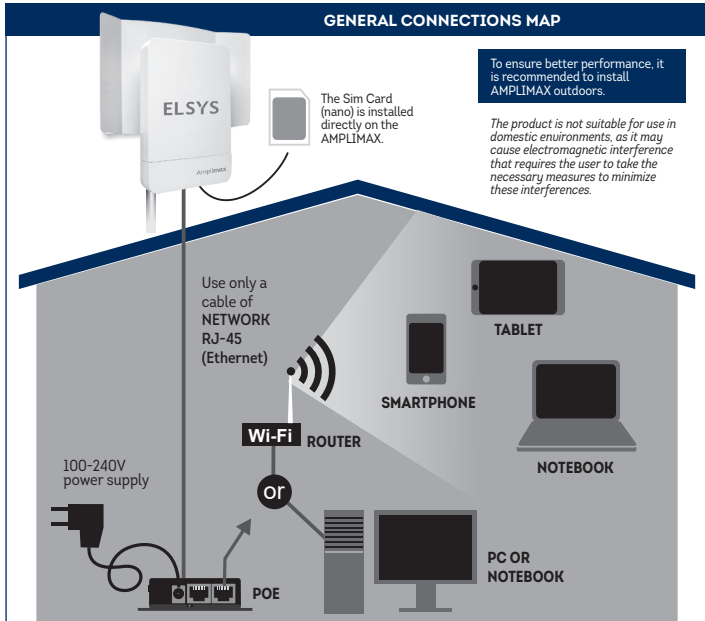 GENERAL CONNECTIONS MAP
ELSYS
Amplimax
The Sim Card
(nano) is installed
directly on the
AMPLIMAX.
To ensure better performance, it
is recommended to install
AMPLIMAX outdoors.
The product is not suitable for use in
domestic environments, as it may
cause electromagnetic interference
that requires the user to take the
necessary measures to minimize
these interferences.
Use only a
cable of
NETWORK
RJ-45
(Ethernet)
TABLET
SMARTPHONE
NOTEBOOK
Wi-Fi ROUTER
or
100-240V
power supply
POE
PC OR
NOTEBOOK